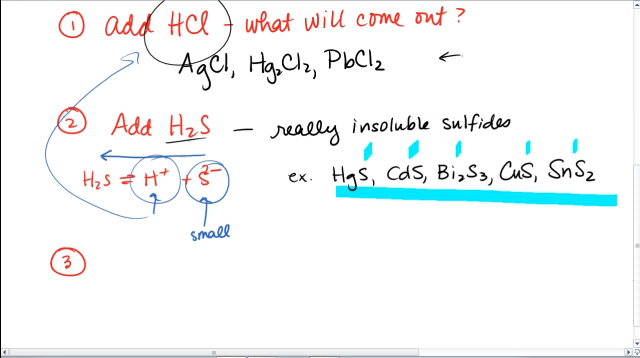 ① add HCl - what will come out?
AgCl, Hg₂Cl₂, PbCl₂ ←
② Add H₂S — really insoluble sulfides
H₂S = H⁺ + S²⁻ ex. HgS, CdS, Bi₂S₃, CuS, SnS₂
small
③